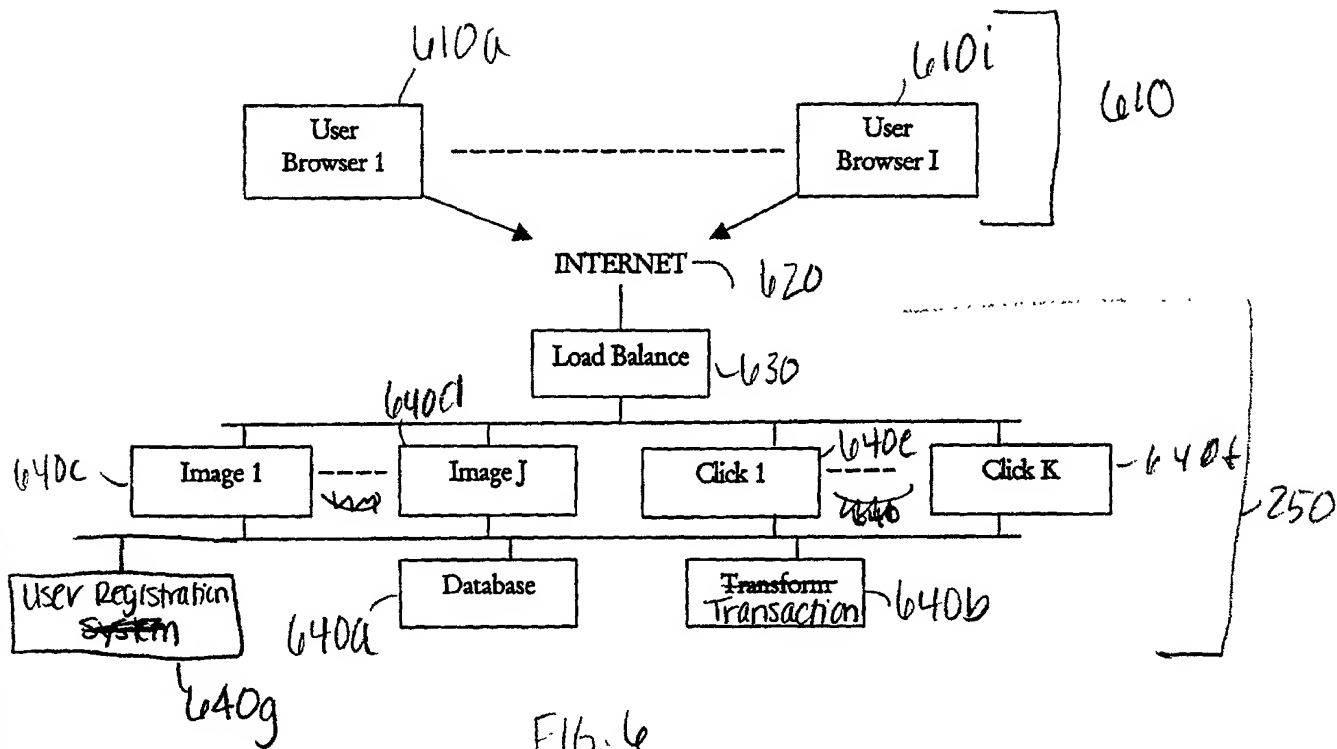 610a
610i
610
User
Browser 1
User
Browser I
INTERNET
620
Load Balance
630
640d
640c
Image 1
Image J
640e
Click 1
Click K
640f
250
User Registration
System
Database
Transform
Transaction
640b
640a
640g
FIG. 6